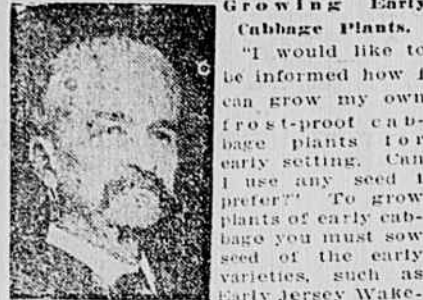 Growing Early
Cabbage Plants.
"I would like to
be informed how I
can grow my own
frost-proof cab-
bage plants for
early setting. Can
I use any seed I
prefer?" To grow
plants of early cab-
bage you must sow
seed of the early
varieties, such as
Early Jersey Wake-